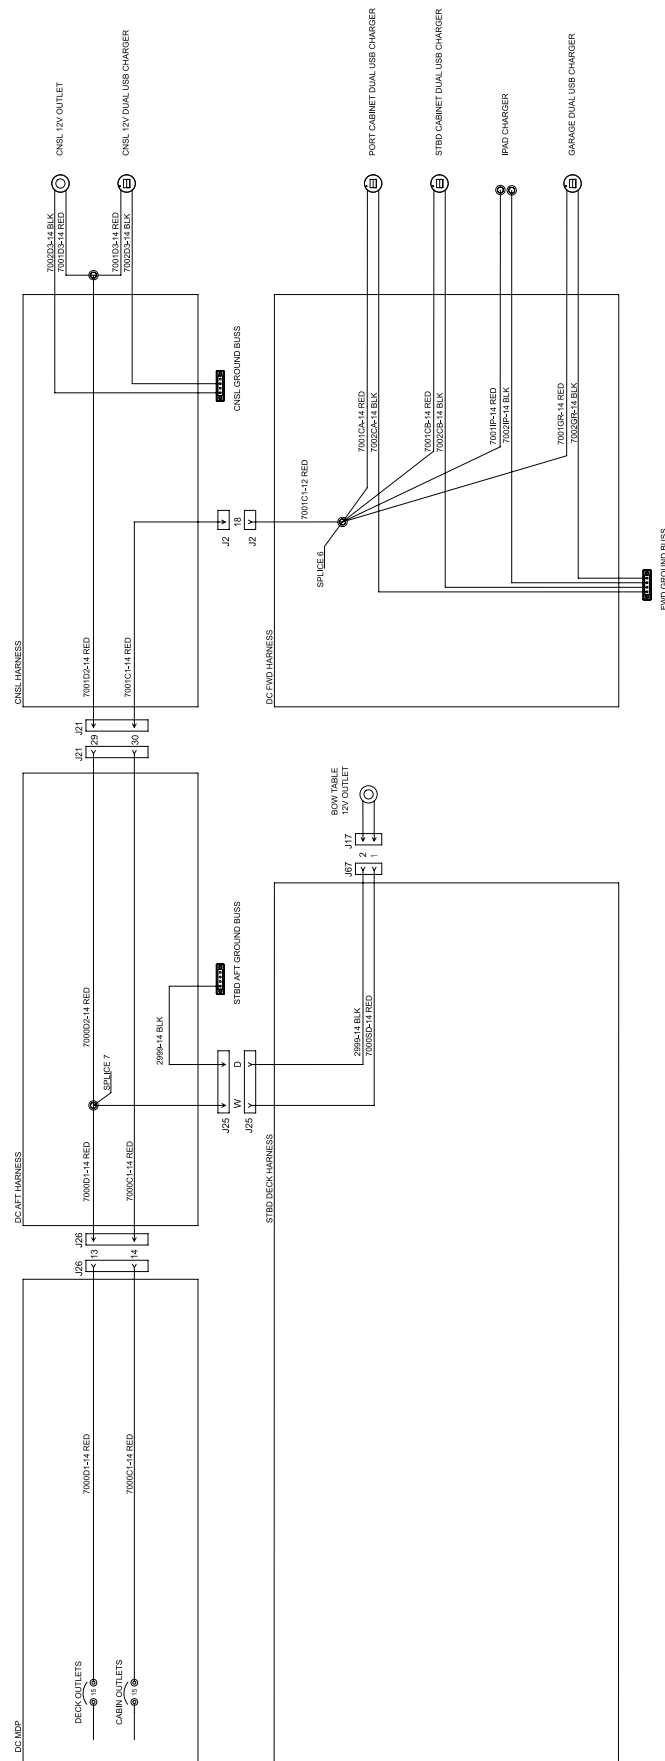 DC MDP
DECK OUTLETS
15
CABIN OUTLETS
15
7000D1-14 RED
7000C1-14 RED
J26
13
14
J26
DC AFT HARNESS
7000D1-14 RED
7000C1-14 RED
SPLICE 7
7000D2-14 RED
2999-14 BLK
STBD AFT GROUND BUSS
J25
W
D
J25
J21
29
30
J21
CNSL HARNESS
7001D2-14 RED
7001C1-14 RED
J2
18
J2
CNSL GROUND BUSS
7002D3-14 BLK
7001D3-14 RED
7001D3-14 RED
7002D3-14 BLK
CNSL 12V OUTLET
CNSL 12V DUAL USB CHARGER
STBD DECK HARNESS
2999-14 BLK
7000SD-14 RED
J67
2
1
J17
BOW TABLE
12V OUTLET
DC FWD HARNESS
SPLICE 6
7001C1-12 RED
7001CA-14 RED
7002CA-14 BLK
7001CB-14 RED
7002CB-14 BLK
7001IP-14 RED
7002IP-14 BLK
7001GR-14 RED
7002GR-14 BLK
FWD GROUND BUSS
PORT CABINET DUAL USB CHARGER
STBD CABINET DUAL USB CHARGER
IPAD CHARGER
GARAGE DUAL USB CHARGER